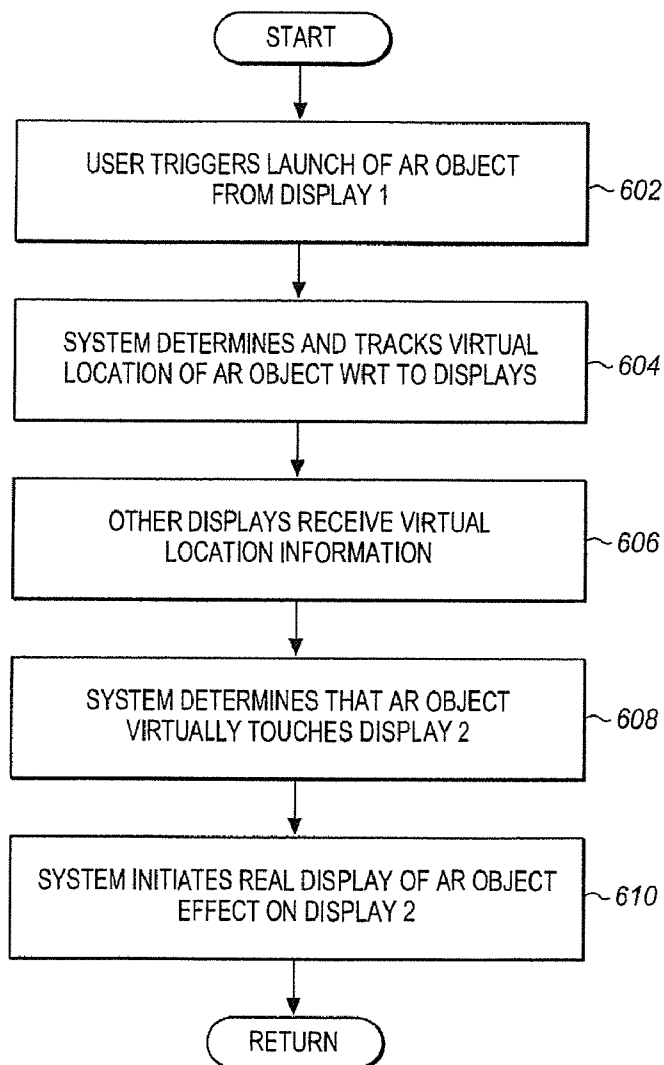 START
USER TRIGGERS LAUNCH OF AR OBJECT
FROM DISPLAY 1
602
SYSTEM DETERMINES AND TRACKS VIRTUAL
LOCATION OF AR OBJECT WRT TO DISPLAYS
604
OTHER DISPLAYS RECEIVE VIRTUAL
LOCATION INFORMATION
606
SYSTEM DETERMINES THAT AR OBJECT
VIRTUALLY TOUCHES DISPLAY 2
608
SYSTEM INITIATES REAL DISPLAY OF AR OBJECT
EFFECT ON DISPLAY 2
610
RETURN